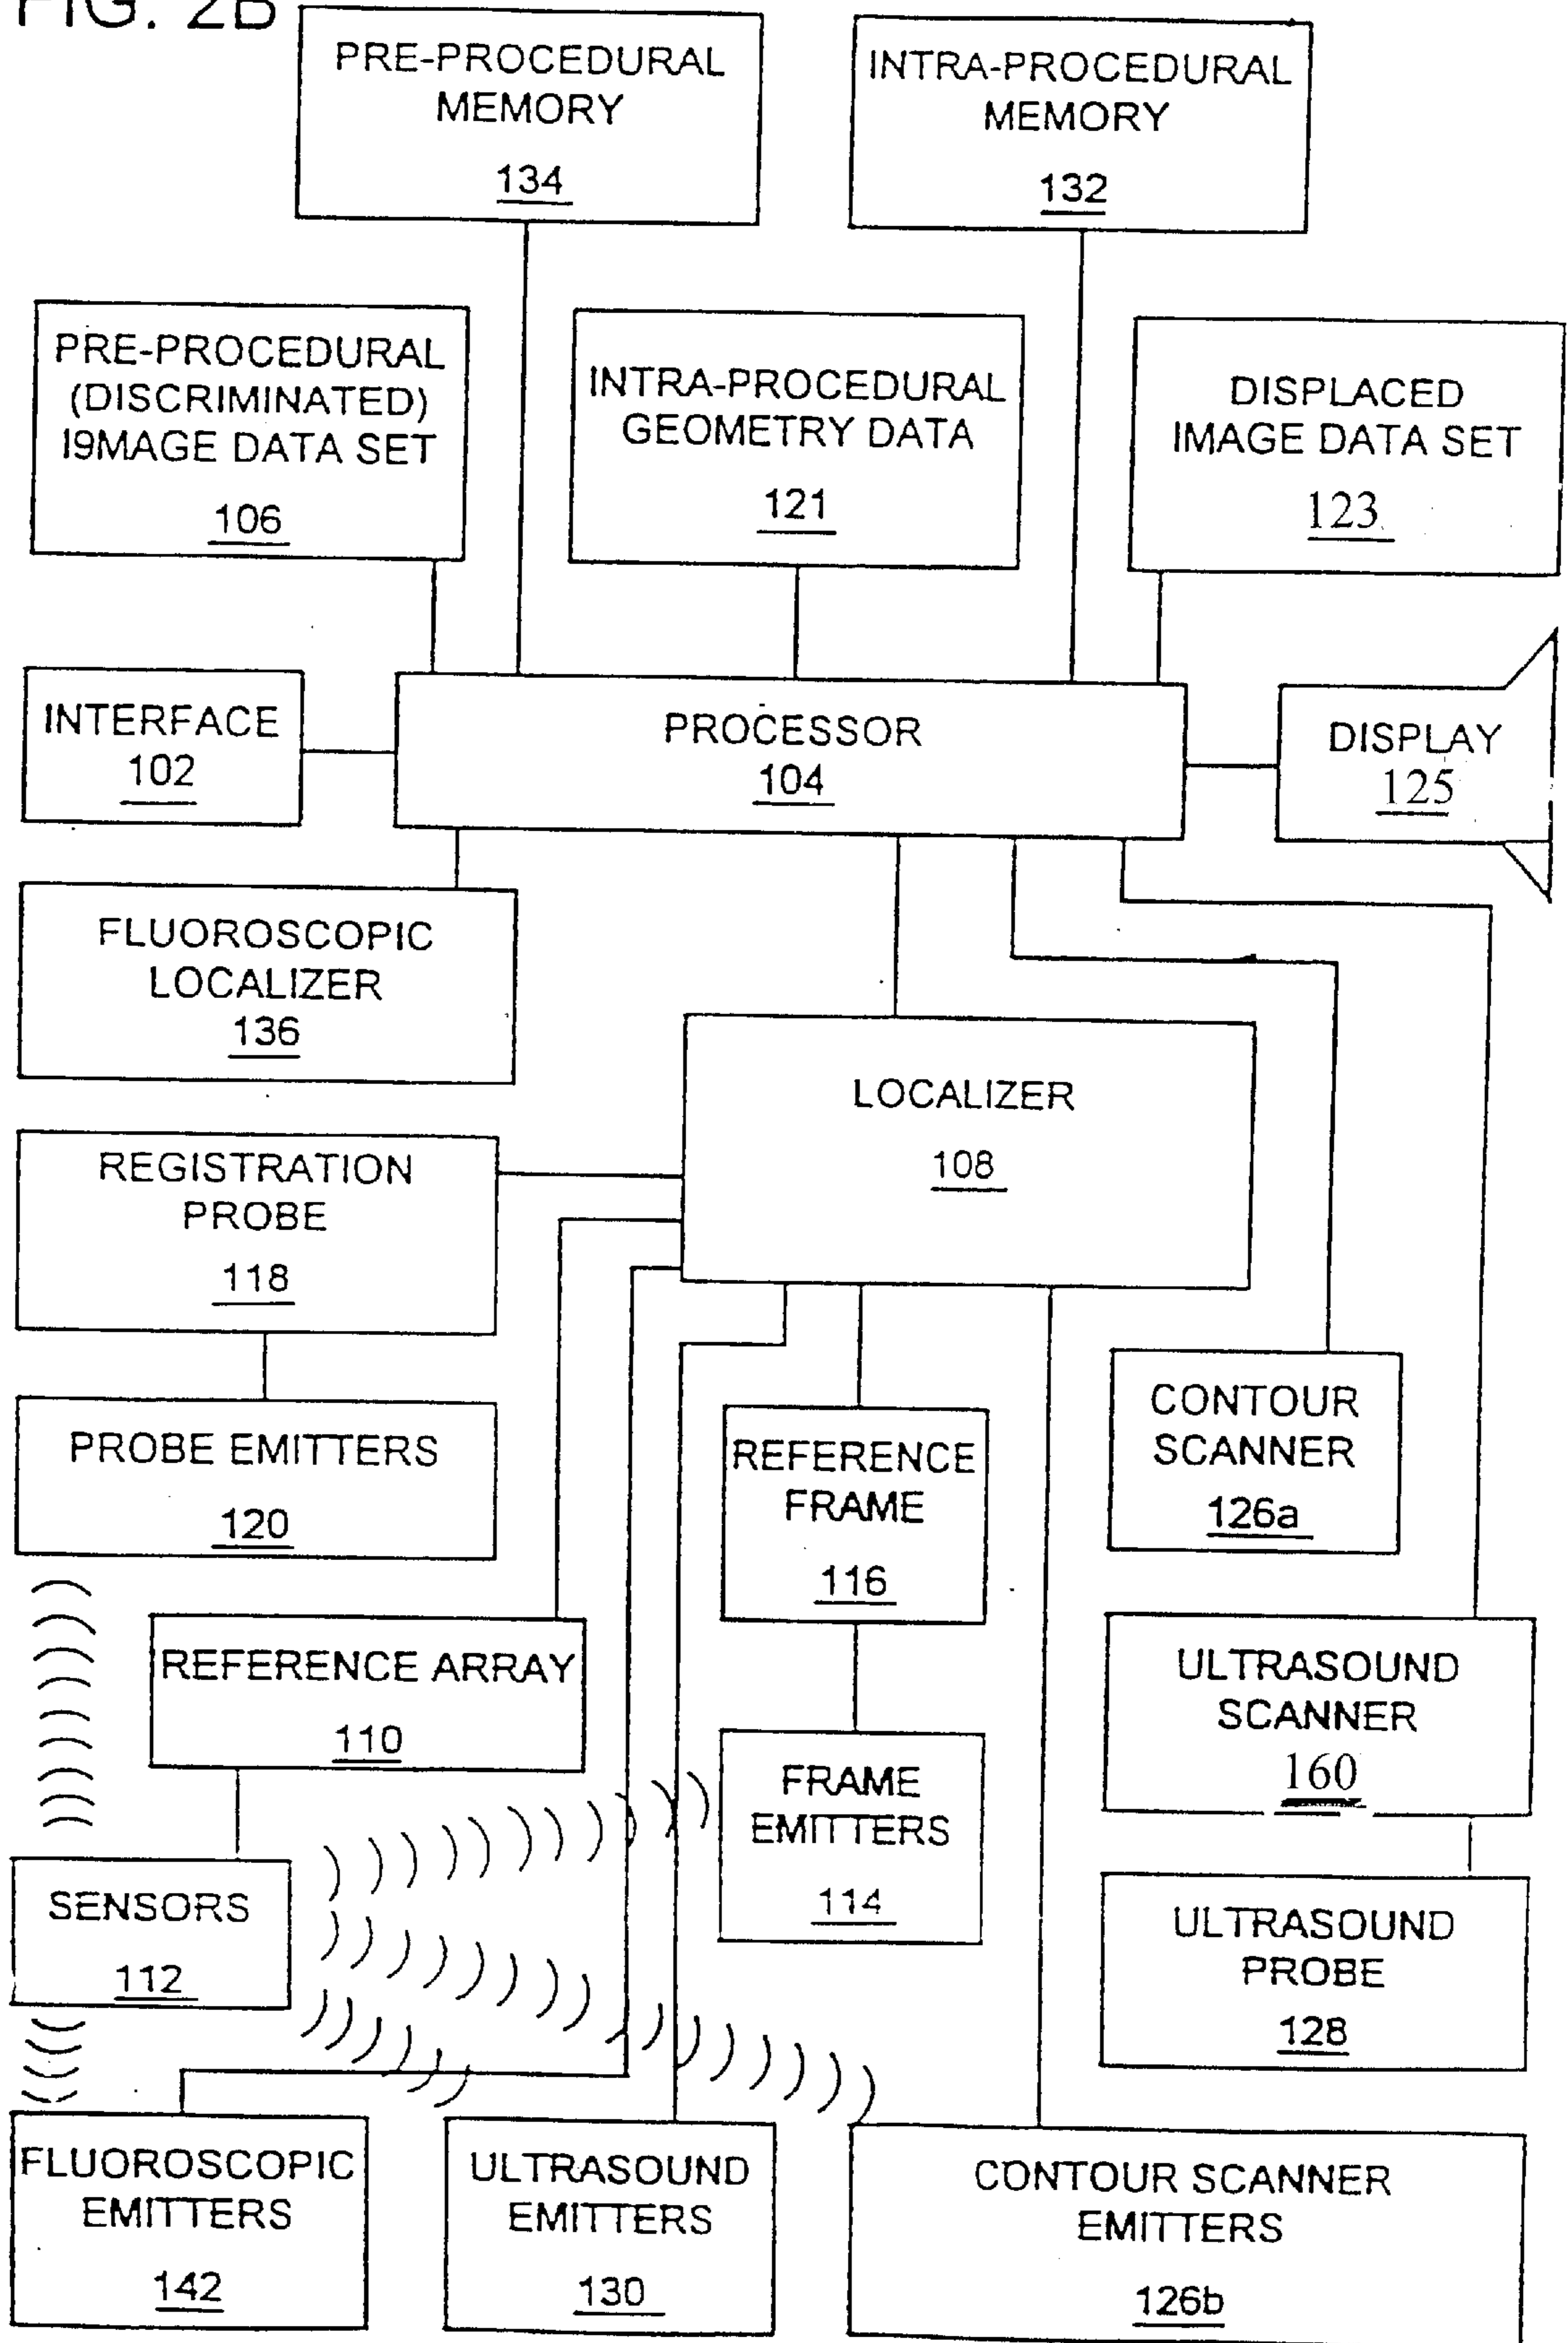 FIG. 2B
PRE-PROCEDURAL
MEMORY
134
INTRA-PROCEDURAL
MEMORY
132
PRE-PROCEDURAL
(DISCRIMINATED)
I9MAGE DATA SET
106
INTRA-PROCEDURAL
GEOMETRY DATA
121
DISPLACED
IMAGE DATA SET
123
INTERFACE
102
PROCESSOR
104
DISPLAY
125
FLUOROSCOPIC
LOCALIZER
136
LOCALIZER
108
REGISTRATION
PROBE
118
PROBE EMITTERS
120
REFERENCE
FRAME
116
CONTOUR
SCANNER
126a
REFERENCE ARRAY
110
ULTRASOUND
SCANNER
160
FRAME
EMITTERS
114
SENSORS
112
ULTRASOUND
PROBE
128
FLUOROSCOPIC
EMITTERS
142
ULTRASOUND
EMITTERS
130
CONTOUR SCANNER
EMITTERS
126b